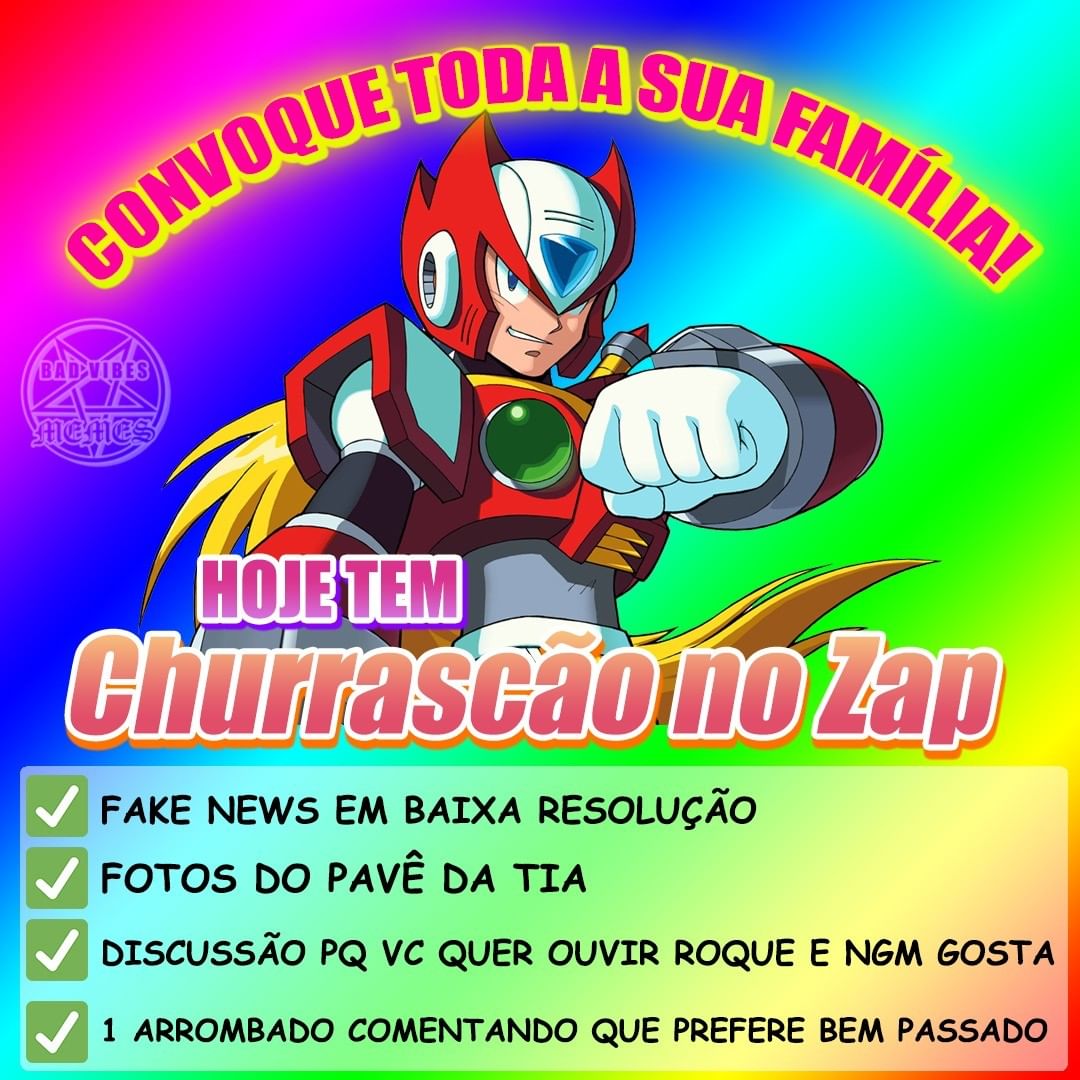 CONVOQUE TODA A SUA FAMÍLIA!
BAD VIBES
MEMES
HOJE TEM
Churrascão no Zap
FAKE NEWS EM BAIXA RESOLUÇÃO
FOTOS DO PAVÊ DA TIA
DISCUSSÃO PQ VC QUER OUVIR ROQUE E NGM GOSTA
1 ARROMBADO COMENTANDO QUE PREFERE BEM PASSADO